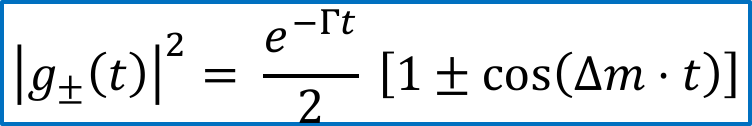 |g±(t)|² = e^{−Γt}/2 [1 ± cos(Δm · t)]